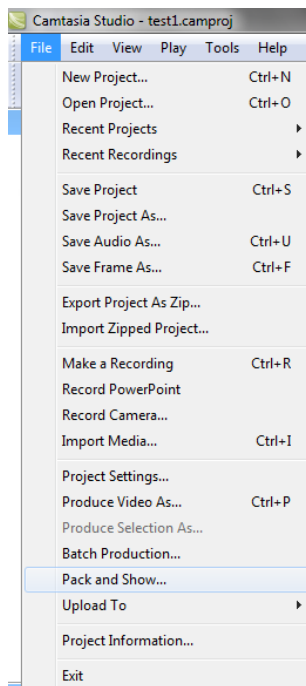 Camtasia Studio - test1.camproj
File Edit View Play Tools Help
New Project... Ctrl+N
Open Project... Ctrl+O
Recent Projects
Recent Recordings
Save Project Ctrl+S
Save Project As...
Save Audio As... Ctrl+U
Save Frame As... Ctrl+F
Export Project As Zip...
Import Zipped Project...
Make a Recording Ctrl+R
Record PowerPoint
Record Camera...
Import Media... Ctrl+I
Project Settings...
Produce Video As... Ctrl+P
Produce Selection As...
Batch Production...
Pack and Show...
Upload To
Project Information...
Exit